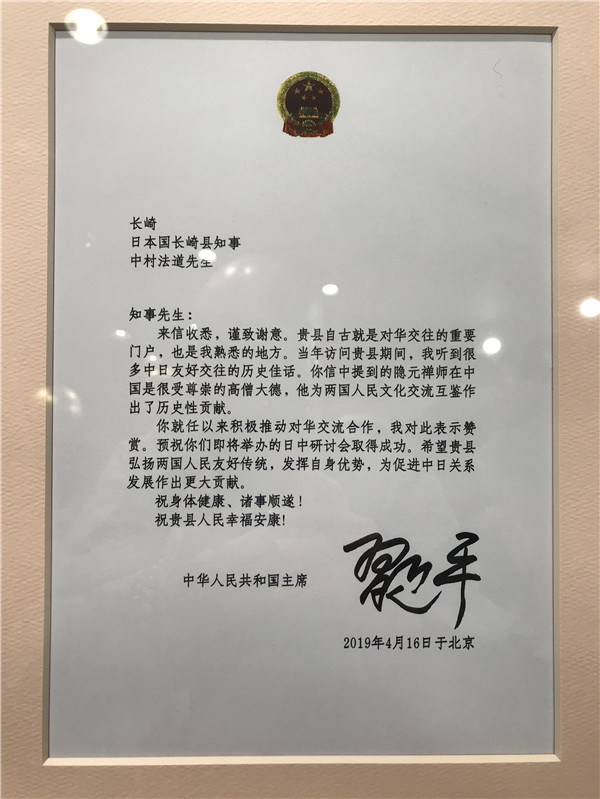 长崎
日本国长崎县知事
中村法道先生
知事先生：
来信收悉，谨致谢意。贵县自古就是对华交往的重要
门户，也是我熟悉的地方。当年访问贵县期间，我听到很
多中日友好交往的历史佳话。你信中提到的隐元禅师在中
国是很受尊崇的高僧大德，他为两国人民文化交流互鉴作
出了历史性贡献。
你就任以来积极推动对华交流合作，我对此表示赞
赏。预祝你们即将举办的日中研讨会取得成功。希望贵县
弘扬两国人民友好传统，发挥自身优势，为促进中日关系
发展作出更大贡献。
祝身体健康、诸事顺遂！
祝贵县人民幸福安康！
中华人民共和国主席 习近平
2019年4月16日于北京